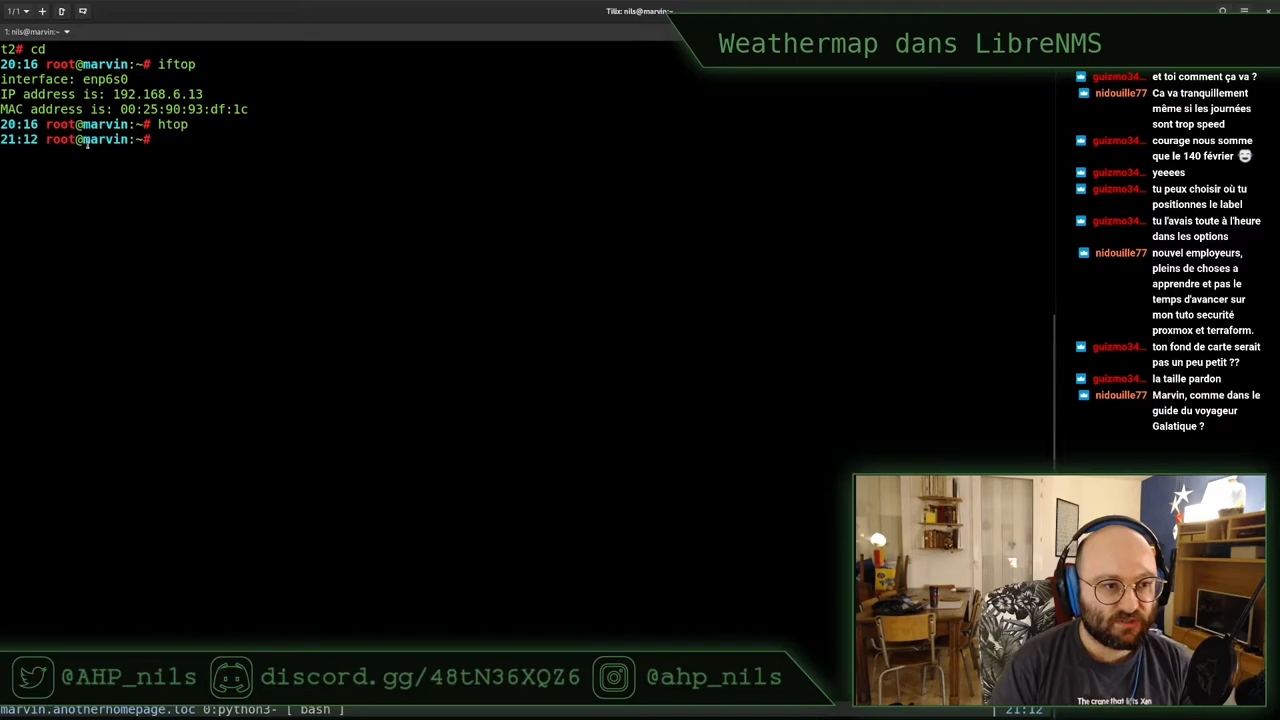 1/1
Tilix: nils@marvin:~
1: nils@marvin:~
t2# cd
20:16 root@marvin:~# iftop
interface: enp6s0
IP address is: 192.168.6.13
MAC address is: 00:25:90:93:df:1c
20:16 root@marvin:~# htop
21:12 root@marvin:~#
Weathermap dans LibreNMS
guizmo34... et toi comment ça va ?
nidouille77 Ca va tranquillement
même si les journées
sont trop speed
guizmo34... courage nous somme
que le 140 février
guizmo34... yeeees
guizmo34... tu peux choisir où tu
positionnes le label
guizmo34... tu l'avais toute à l'heure
dans les options
nidouille77 nouvel employeurs,
pleins de choses a
apprendre et pas le
temps d'avancer sur
mon tuto securité
proxmox et terraform.
guizmo34... ton fond de carte serait
pas un peu petit ??
guizmo34... la taille pardon
nidouille77 Marvin, comme dans le
guide du voyageur
Galatique ?
The crane that lifts Xen
@AHP_nils discord.gg/48tN36XQZ6 @ahp_nils
marvin.anotherhomepage.loc 0:python3- [ bash ] | 21:12